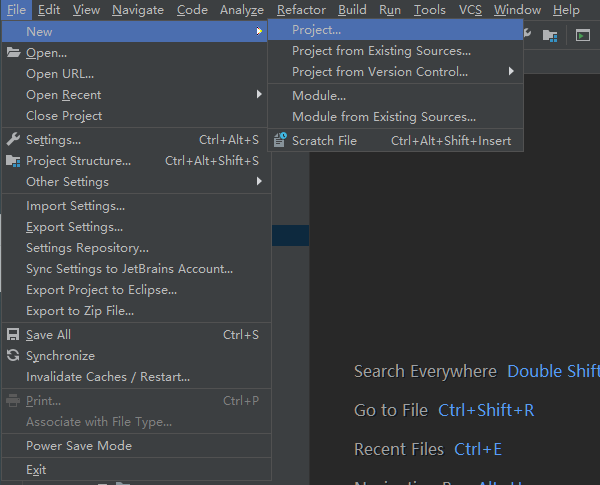 File Edit View Navigate Code Analyze Refactor Build Run Tools VCS Window Help
New
Project...
Open...
Project from Existing Sources...
Open URL...
Project from Version Control...
Open Recent
Module...
Close Project
Module from Existing Sources...
Settings... Ctrl+Alt+S
Scratch File Ctrl+Alt+Shift+Insert
Project Structure... Ctrl+Alt+Shift+S
Other Settings
Import Settings...
Export Settings...
Settings Repository...
Sync Settings to JetBrains Account...
Export Project to Eclipse...
Export to Zip File...
Save All Ctrl+S
Synchronize
Invalidate Caches / Restart...
Print... Ctrl+P
Associate with File Type...
Power Save Mode
Exit
Search Everywhere Double Shift
Go to File Ctrl+Shift+R
Recent Files Ctrl+E